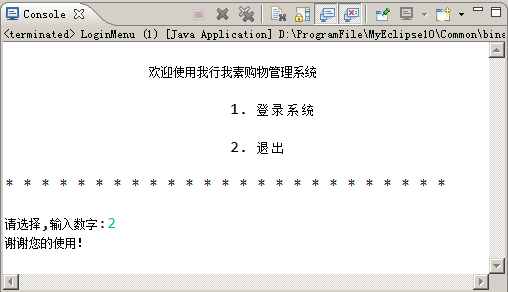 Console
<terminated> LoginMenu (1) [Java Application] D:\ProgramFile\MyEclipse10\Common\bina
欢迎使用我行我素购物管理系统
1. 登录系统
2. 退出
* * * * * * * * * * * * * * * * * * * * * * * * *
请选择,输入数字:2
谢谢您的使用!